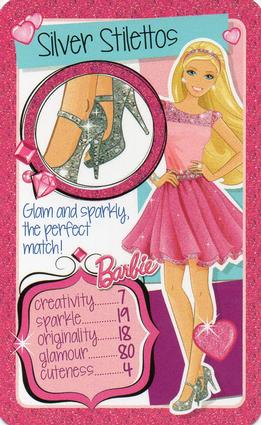 Silver Stilettos
Glam and sparkly,
the perfect
match!
Barbie
creativity.......7
sparkle..........19
originality......18
glamour.........80
cuteness........4